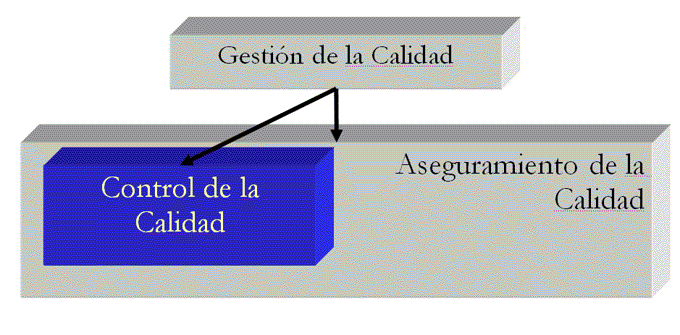 Gestión de la Calidad
Control de la
Calidad
Aseguramiento de la
Calidad